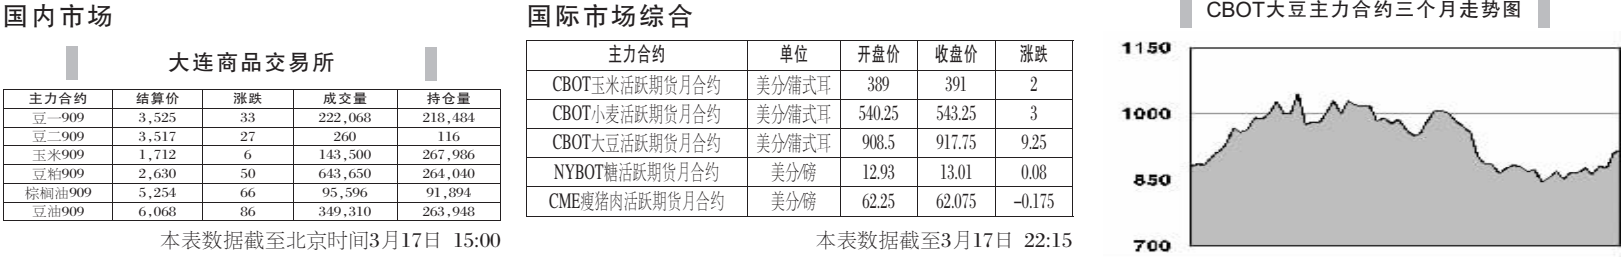 国内市场
大连商品交易所
主力合约 结算价 涨跌 成交量 持仓量
豆一909 3,525 33 222,068 218,484
豆二909 3,517 27 260 116
玉米909 1,712 6 143,500 267,986
豆粕909 2,630 50 643,650 264,040
棕榈油909 5,254 66 95,596 91,894
豆油909 6,068 86 349,310 263,948
本表数据截至北京时间3月17日 15:00
国际市场综合
主力合约 单位 开盘价 收盘价 涨跌
CBOT玉米活跃期货月合约 美分/蒲式耳 389 391 2
CBOT小麦活跃期货月合约 美分/蒲式耳 540.25 543.25 3
CBOT大豆活跃期货月合约 美分/蒲式耳 908.5 917.75 9.25
NYBOT糖活跃期货月合约 美分/磅 12.93 13.01 0.08
CME瘦猪肉活跃期货月合约 美分/磅 62.25 62.075 -0.175
本表数据截至3月17日 22:15
CBOT大豆主力合约三个月走势图
1150
1000
850
700